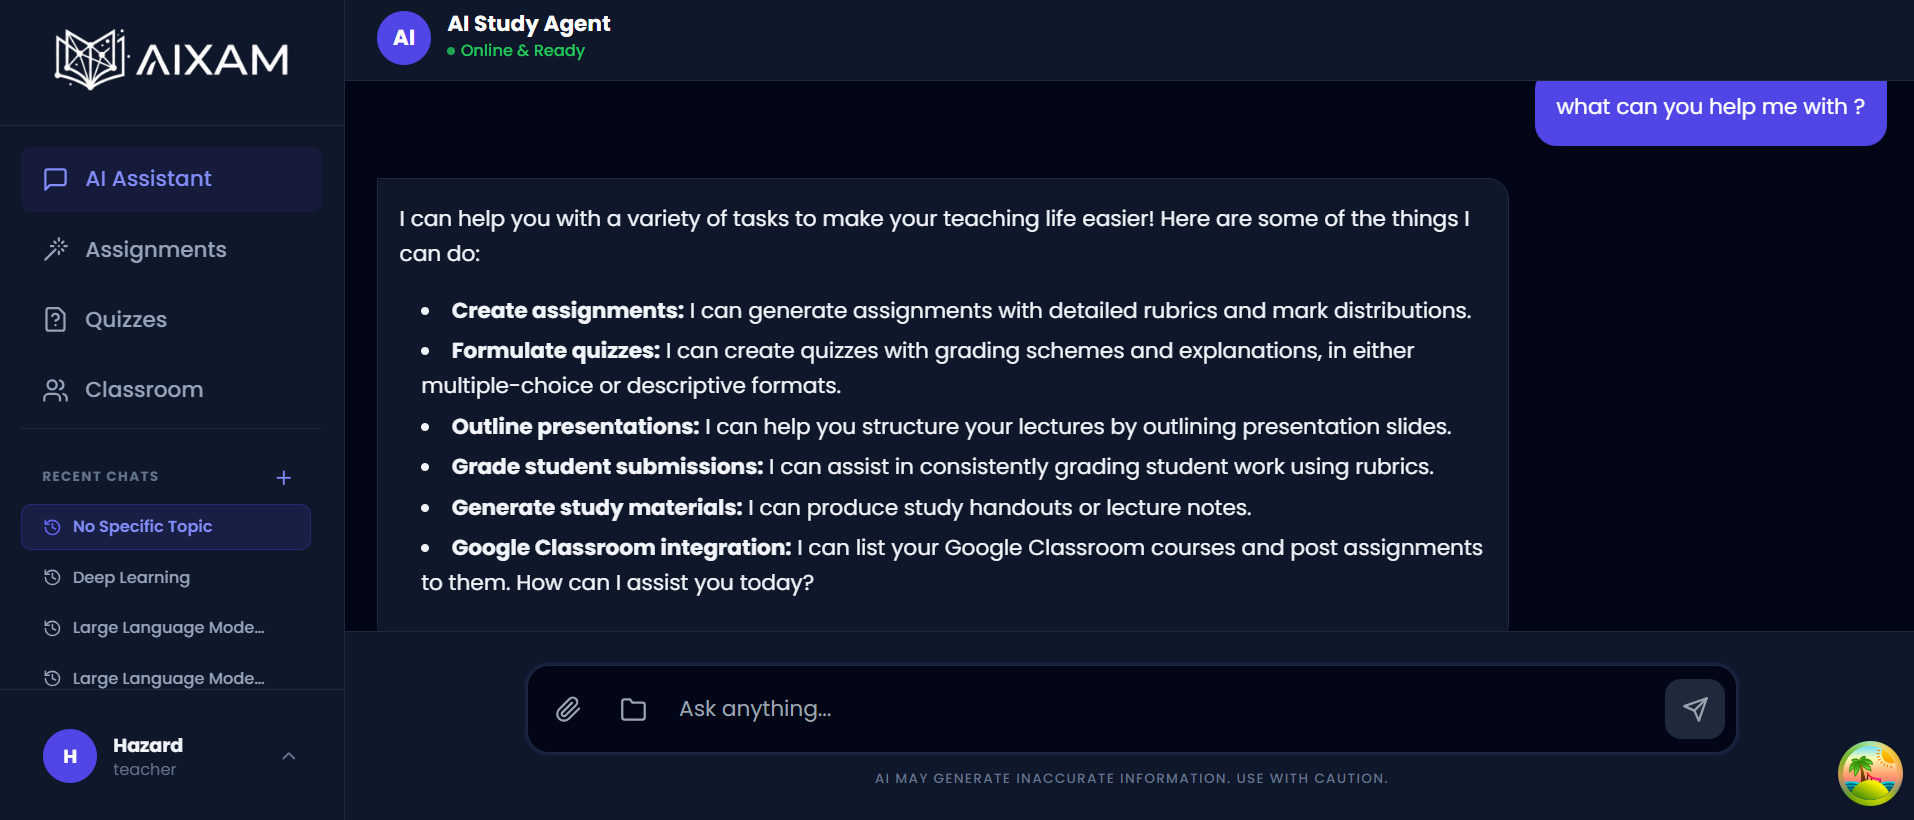 AIXAM
AI Assistant
Assignments
Quizzes
Classroom
RECENT CHATS
No Specific Topic
Deep Learning
Large Language Mode...
Large Language Mode...
H
Hazard
teacher
AI
AI Study Agent
Online & Ready
what can you help me with ?
I can help you with a variety of tasks to make your teaching life easier! Here are some of the things I
can do:
• Create assignments: I can generate assignments with detailed rubrics and mark distributions.
• Formulate quizzes: I can create quizzes with grading schemes and explanations, in either
multiple-choice or descriptive formats.
• Outline presentations: I can help you structure your lectures by outlining presentation slides.
• Grade student submissions: I can assist in consistently grading student work using rubrics.
• Generate study materials: I can produce study handouts or lecture notes.
• Google Classroom integration: I can list your Google Classroom courses and post assignments
to them. How can I assist you today?
Ask anything...
AI MAY GENERATE INACCURATE INFORMATION. USE WITH CAUTION.